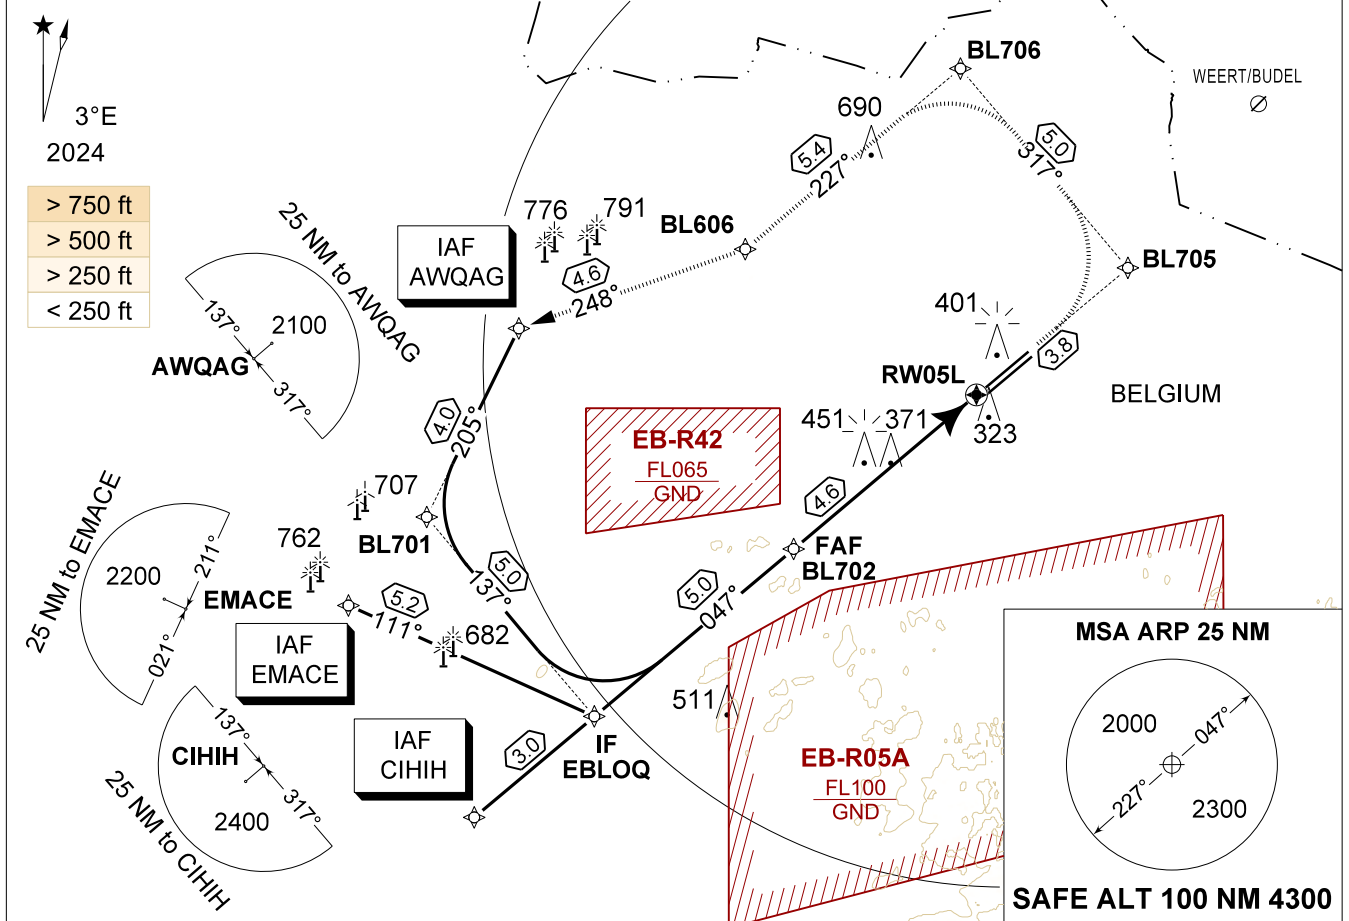 BL706
WEERT/BUDEL
3°E
2024
690
5.4
227°
5.0
317°
> 750 ft
> 500 ft
> 250 ft
< 250 ft
25 NM to AWQAG
IAF
AWQAG
776
791
BL606
4.6
248°
BL705
137°
2100
AWQAG
317°
401
3.8
RW05L
BELGIUM
323
451
371
EB-R42
FL065
GND
4.0
205°
4.6
25 NM to EMACE
707
BL701
762
2200
211°
EMACE
021°
5.0
137°
5.2
111°
682
FAF
BL702
5.0
047°
IAF
EMACE
511
137°
CIHIH
317°
2400
25 NM to CIHIH
IAF
CIHIH
3.0
IF
EBLOQ
EB-R05A
FL100
GND
MSA ARP 25 NM
2000
047°
227°
2300
SAFE ALT 100 NM 4300